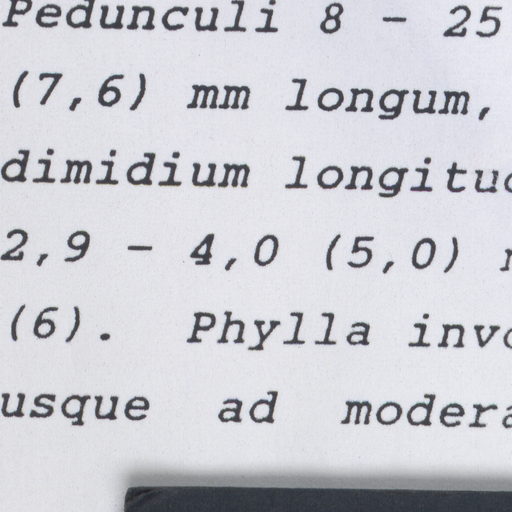 Pedunculi 8 - 25
(7,6) mm longum,
dimidium
2,9 - 4,0 (5,0)
(6). Phylla
usque ad